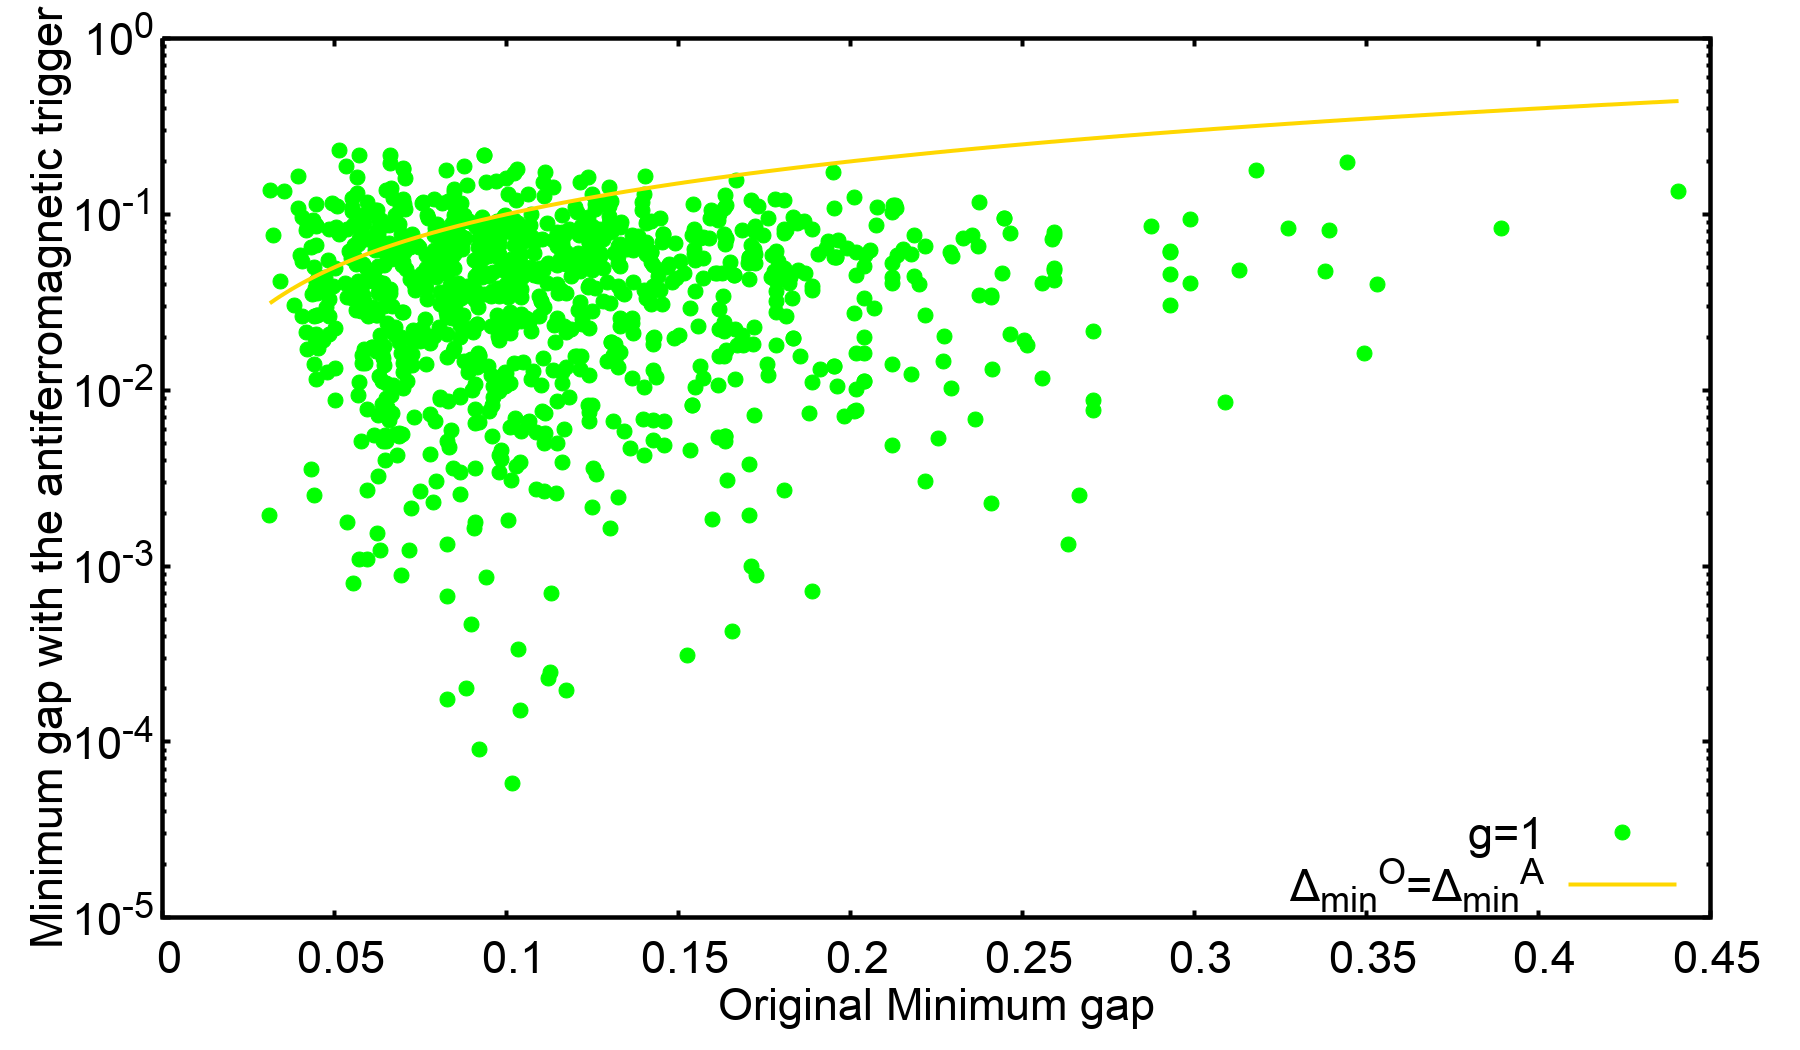 Minimum gap with the antiferromagnetic trigger
10^0
10^-1
10^-2
10^-3
10^-4
10^-5
g=1
Δ_min^O=Δ_min^A
0 0.05 0.1 0.15 0.2 0.25 0.3 0.35 0.4 0.45
Original Minimum gap